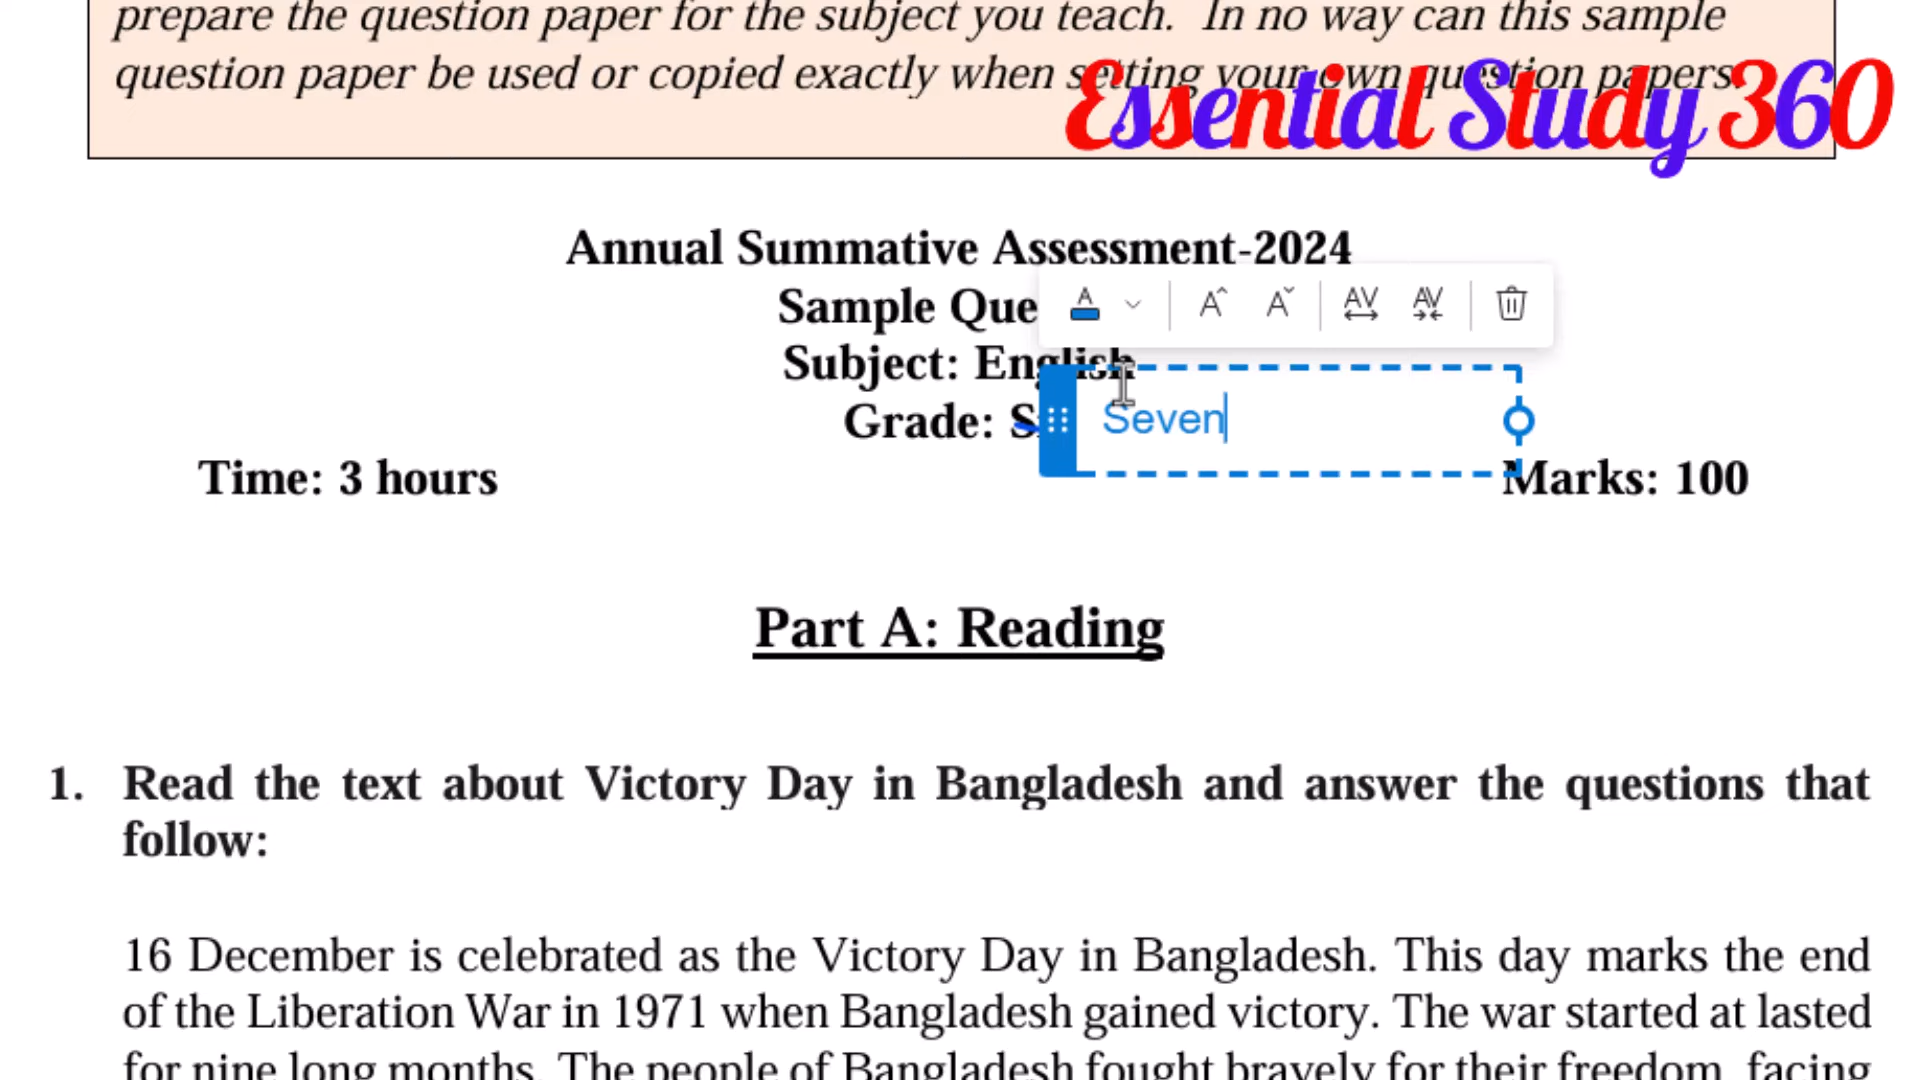 prepare the question paper for the subject you teach. In no way can this sample
question paper be used or copied exactly when setting your own question papers.
Essential Study 360
Annual Summative Assessment-2024
Sample Que
Subject: English
Grade: S
Seven
Time: 3 hours Marks: 100
Part A: Reading
1. Read the text about Victory Day in Bangladesh and answer the questions that
follow:
16 December is celebrated as the Victory Day in Bangladesh. This day marks the end
of the Liberation War in 1971 when Bangladesh gained victory. The war started at lasted
for nine long months. The people of Bangladesh fought bravely for their freedom, facing